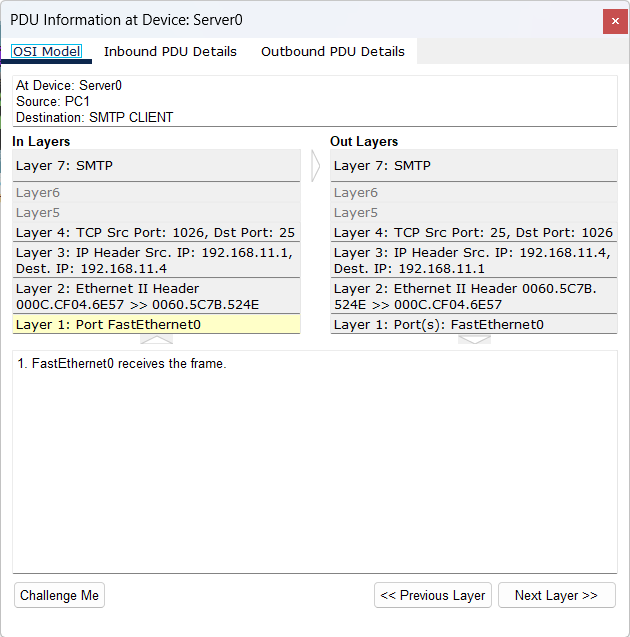 PDU Information at Device: Server0
OSI Model Inbound PDU Details Outbound PDU Details
At Device: Server0
Source: PC1
Destination: SMTP CLIENT
In Layers
Layer 7: SMTP
Layer6
Layer5
Layer 4: TCP Src Port: 1026, Dst Port: 25
Layer 3: IP Header Src. IP: 192.168.11.1,
Dest. IP: 192.168.11.4
Layer 2: Ethernet II Header
000C.CF04.6E57 >> 0060.5C7B.524E
Layer 1: Port FastEthernet0
Out Layers
Layer 7: SMTP
Layer6
Layer5
Layer 4: TCP Src Port: 25, Dst Port: 1026
Layer 3: IP Header Src. IP: 192.168.11.4,
Dest. IP: 192.168.11.1
Layer 2: Ethernet II Header 0060.5C7B.
524E >> 000C.CF04.6E57
Layer 1: Port(s): FastEthernet0
1. FastEthernet0 receives the frame.
Challenge Me
<< Previous Layer
Next Layer >>